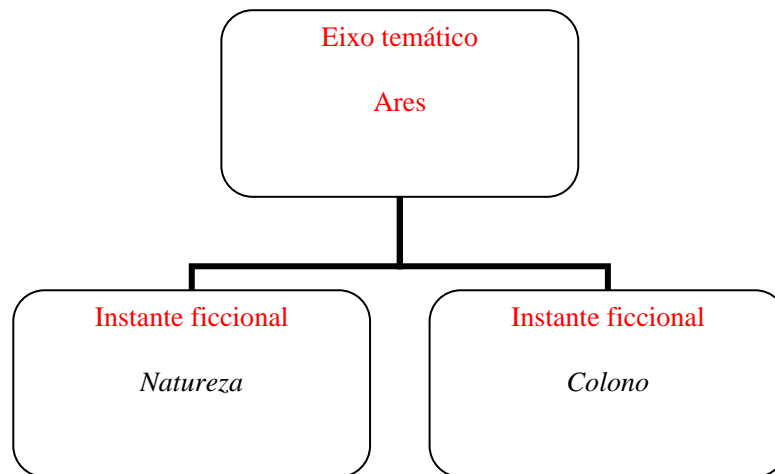 Eixo temático
Ares
Instante ficcional
Natureza
Instante ficcional
Colono